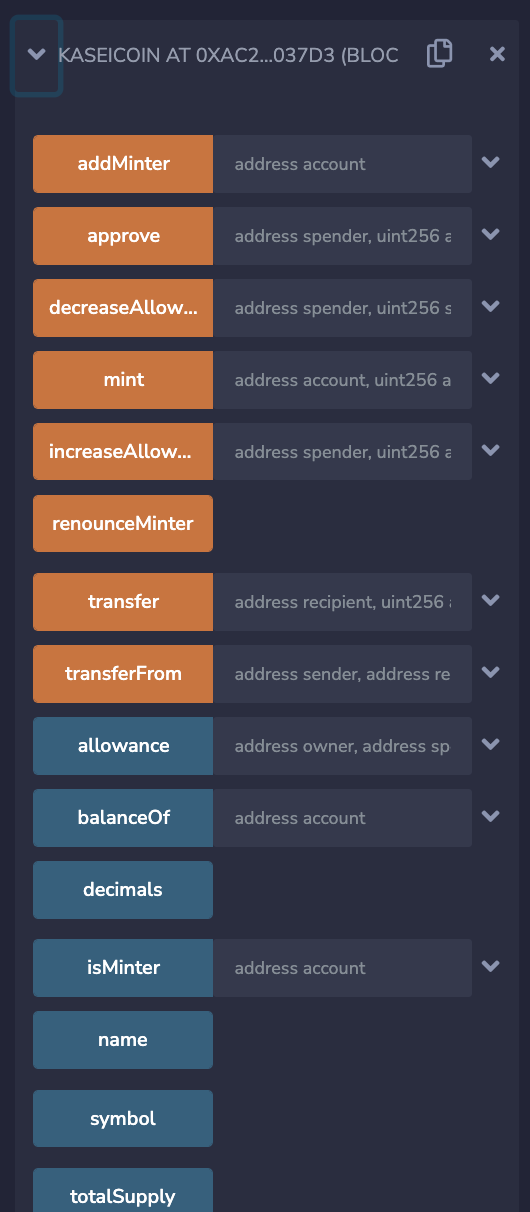 KASEICOIN AT 0XAC2...037D3 (BLOC
addMinter address account
approve address spender, uint256 a
decreaseAllow... address spender, uint256 s
mint address account, uint256 a
increaseAllow... address spender, uint256 a
renounceMinter
transfer address recipient, uint256
transferFrom address sender, address re
allowance address owner, address sp
balanceOf address account
decimals
isMinter address account
name
symbol
totalSupply